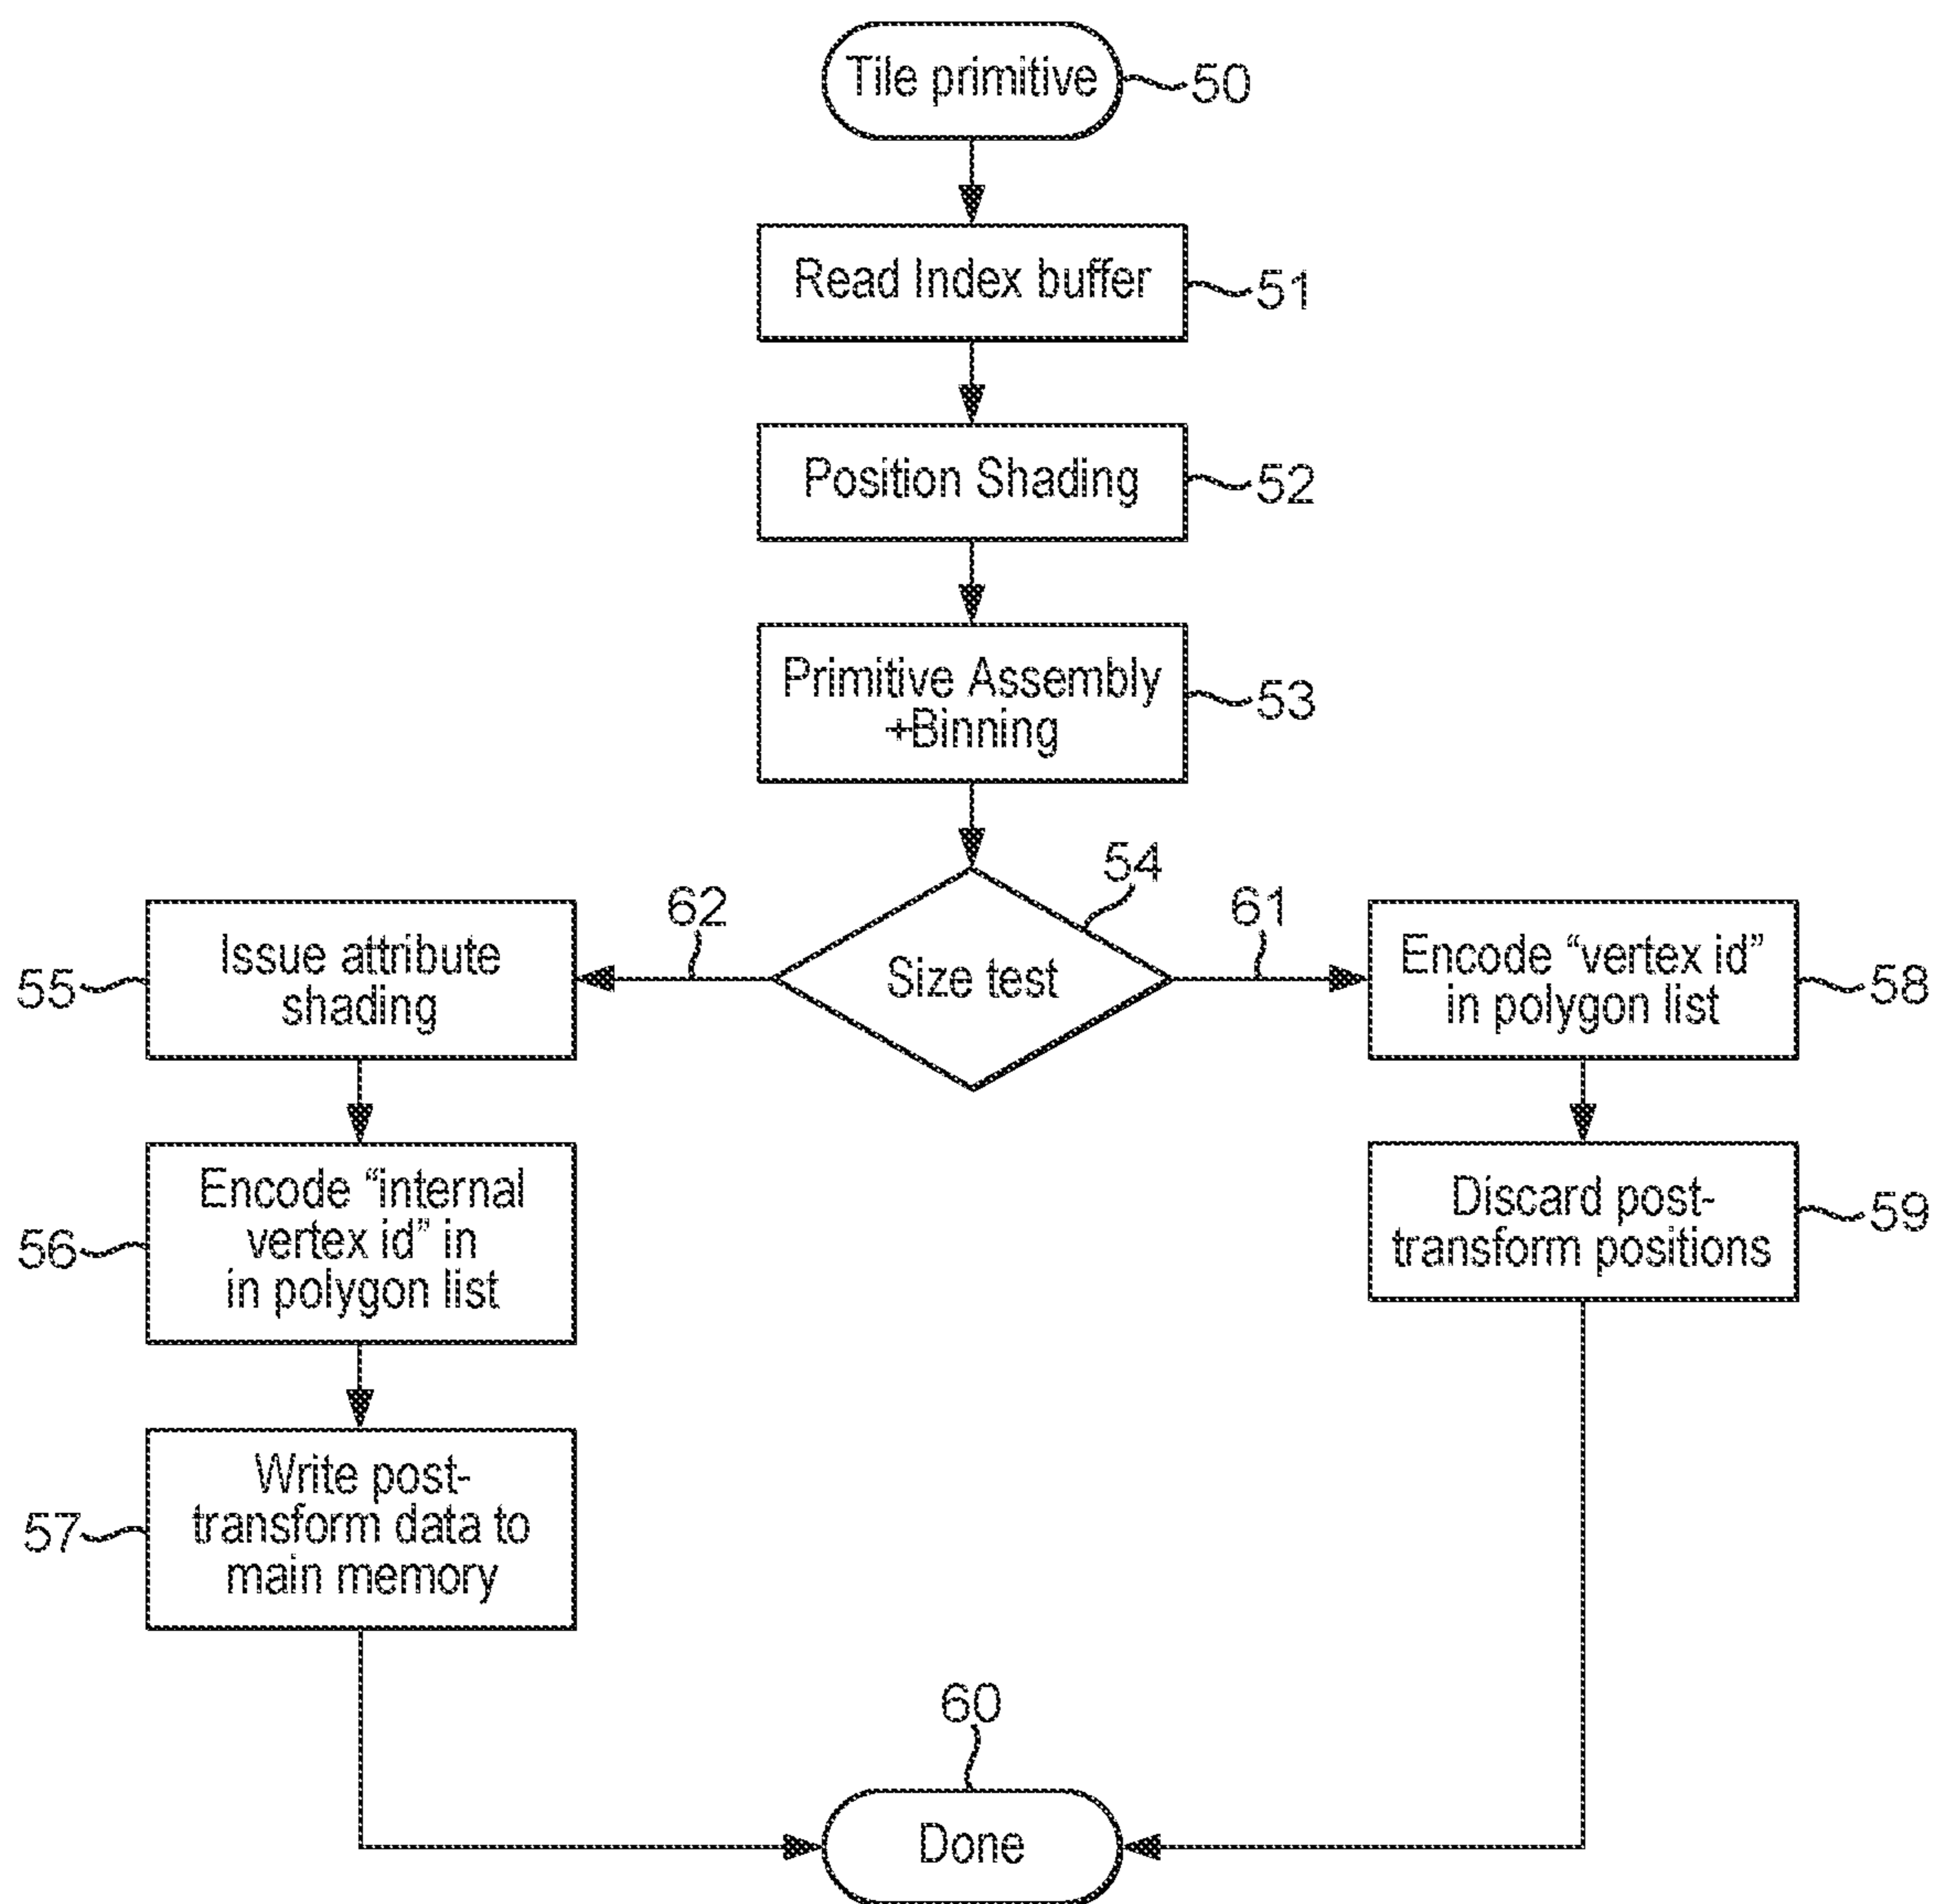 Tile primitive
50
Read Index buffer
51
Position Shading
52
Primitive Assembly
+Binning
53
54
Size test
62
61
Issue attribute
shading
55
Encode “vertex id”
in polygon list
58
Encode “internal
vertex id” in
in polygon list
56
Discard post-
transform positions
59
Write post-
transform data to
main memory
57
60
Done